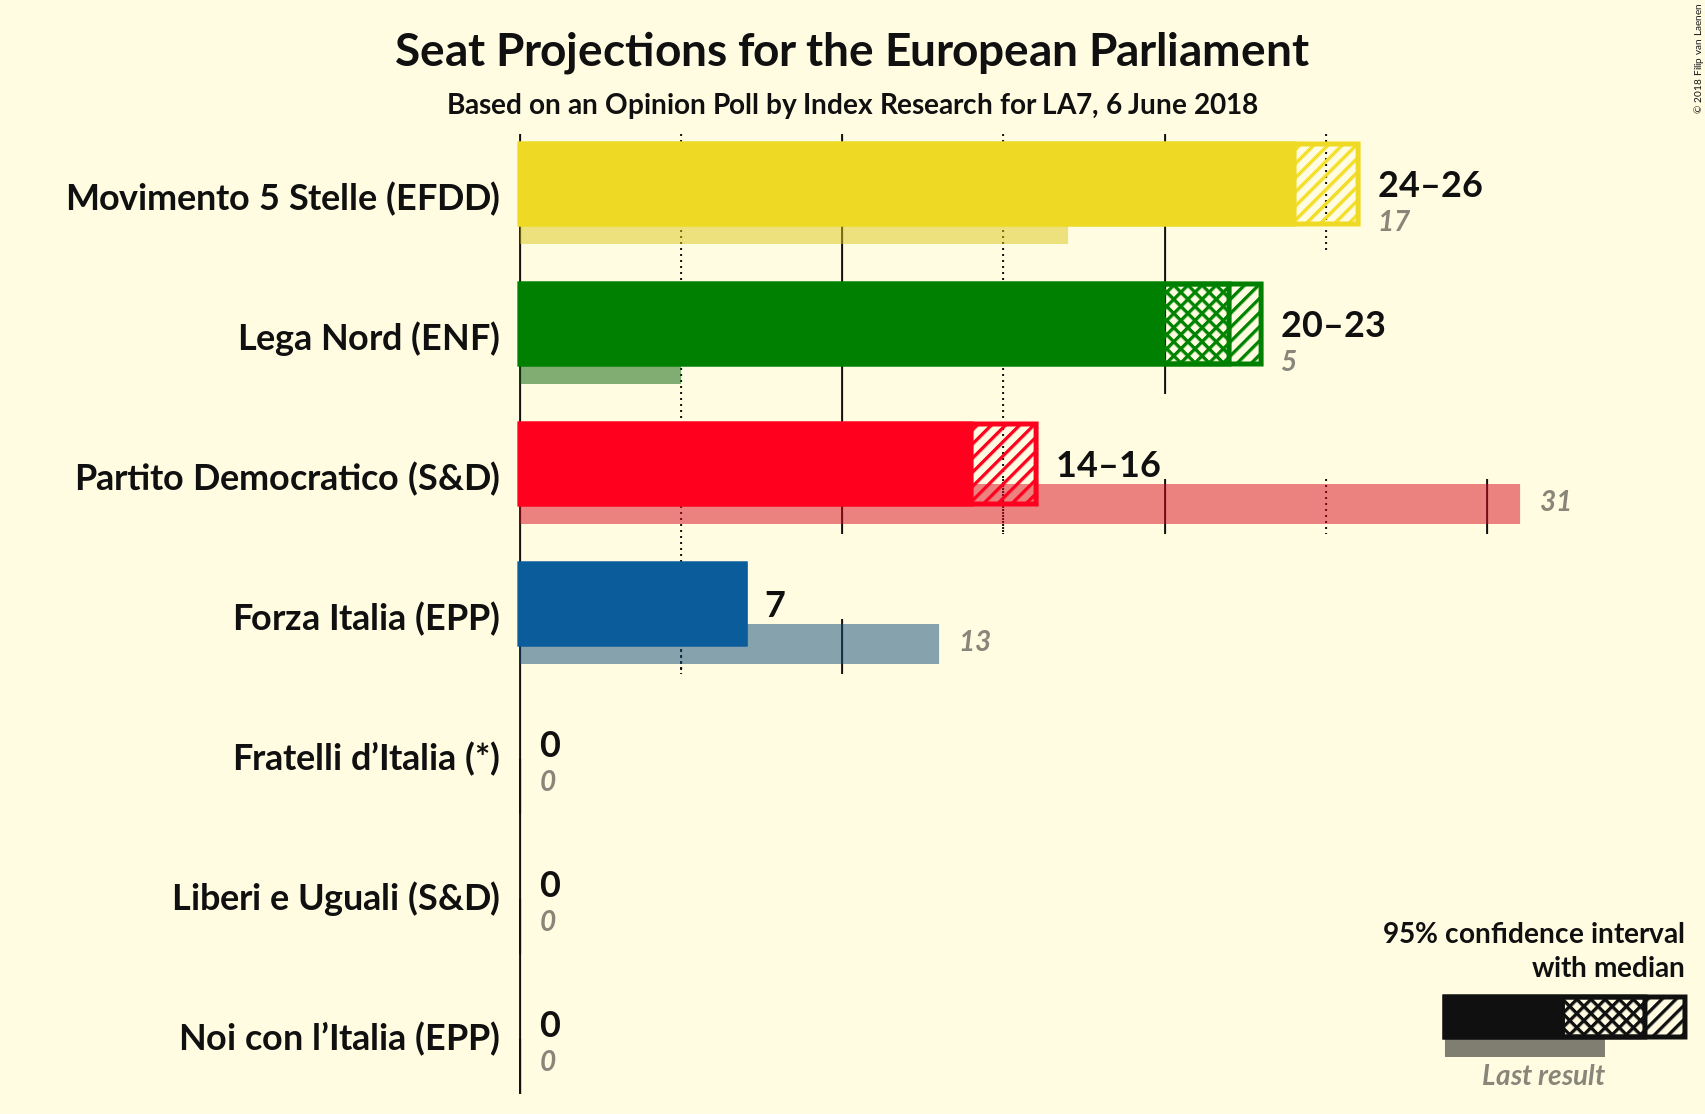 Seat Projections for the European Parliament
Based on an Opinion Poll by Index Research for LA7, 6 June 2018
© 2018 Filip van Laenen
Movimento 5 Stelle (EFDD)
24–26
17
Lega Nord (ENF)
20–23
5
Partito Democratico (S&D)
14–16
31
Forza Italia (EPP)
7
13
Fratelli d’Italia (*)
0
0
Liberi e Uguali (S&D)
0
0
Noi con l’Italia (EPP)
0
0
95% confidence interval
with median
Last result